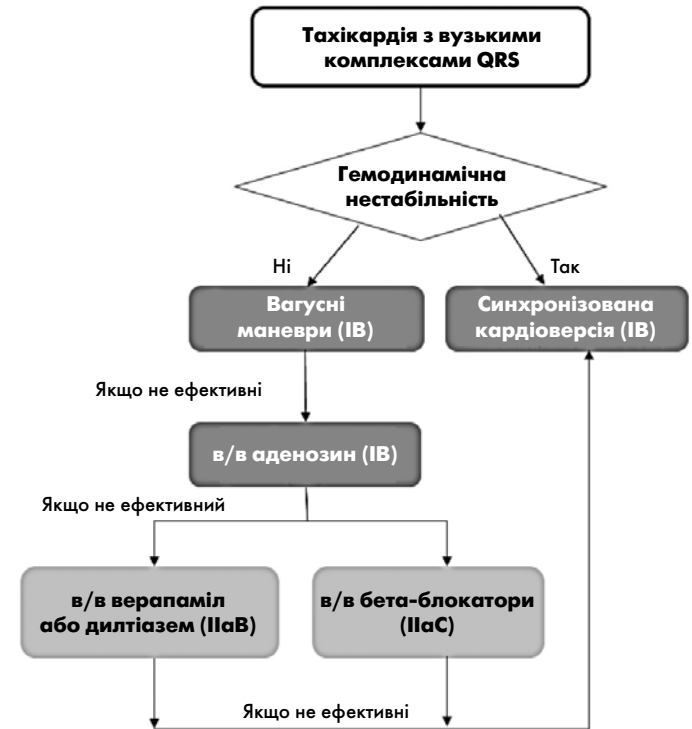 Тахікардія з вузькими
комплексами QRS
Гемодинамічна
нестабільність
Ні
Так
Вагусні
маневри (IB)
Синхронізована
кардіоверсія (IB)
Якщо не ефективні
в/в аденозин (IB)
Якщо не ефективний
в/в верапаміл
або дилтіазем (IIaB)
в/в бета-блокатори
(IIaC)
Якщо не ефективні